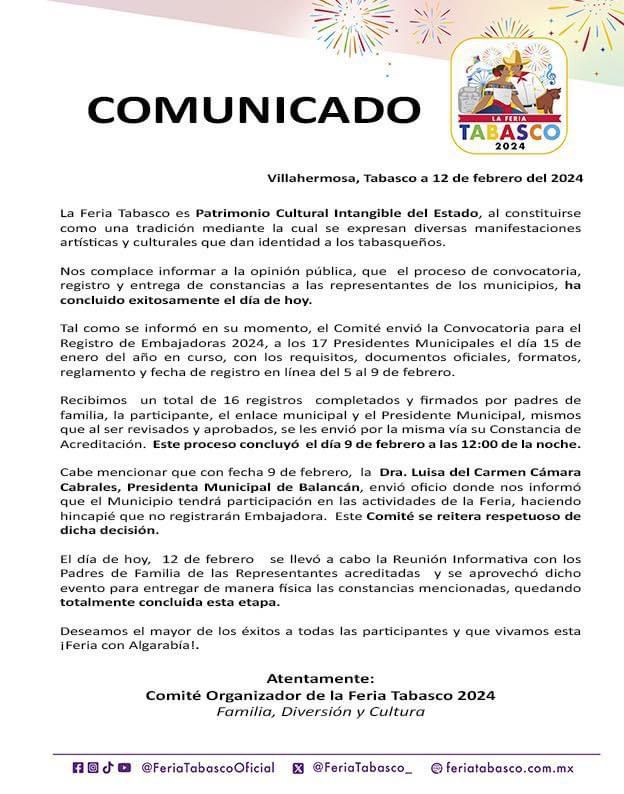 COMUNICADO
LA FERIA
TABASCO
2024
Villahermosa, Tabasco a 12 de febrero del 2024
La Feria Tabasco es Patrimonio Cultural Intangible del Estado, al constituirse
como una tradición mediante la cual se expresan diversas manifestaciones
artísticas y culturales que dan identidad a los tabasqueños.
Nos complace informar a la opinión pública, que el proceso de convocatoria,
registro y entrega de constancias a las representantes de los municipios, ha
concluido exitosamente el día de hoy.
Tal como se informó en su momento, el Comité envió la Convocatoria para el
Registro de Embajadoras 2024, a los 17 Presidentes Municipales el día 15 de
enero del año en curso, con los requisitos, documentos oficiales, formatos,
reglamento y fecha de registro en línea del 5 al 9 de febrero.
Recibimos un total de 16 registros completados y firmados por padres de
familia, la participante, el enlace municipal y el Presidente Municipal, mismos
que al ser revisados y aprobados, se les envió por la misma vía su Constancia de
Acreditación. Este proceso concluyó el día 9 de febrero a las 12:00 de la noche.
Cabe mencionar que con fecha 9 de febrero, la Dra. Luisa del Carmen Cámara
Cabrales, Presidenta Municipal de Balancán, envió oficio donde nos informó
que el Municipio tendrá participación en las actividades de la Feria, haciendo
hincapié que no registrarán Embajadora. Este Comité se reitera respetuoso de
dicha decisión.
El día de hoy, 12 de febrero se llevó a cabo la Reunión Informativa con los
Padres de Familia de las Representantes acreditadas y se aprovechó dicho
evento para entregar de manera física las constancias mencionadas, quedando
totalmente concluida esta etapa.
Deseamos el mayor de los éxitos a todas las participantes y que vivamos esta
¡Feria con Algarabía!.
Atentamente:
Comité Organizador de la Feria Tabasco 2024
Familia, Diversión y Cultura
@FeriaTabascoOficial @FeriaTabasco_ feriatabasco.com.mx